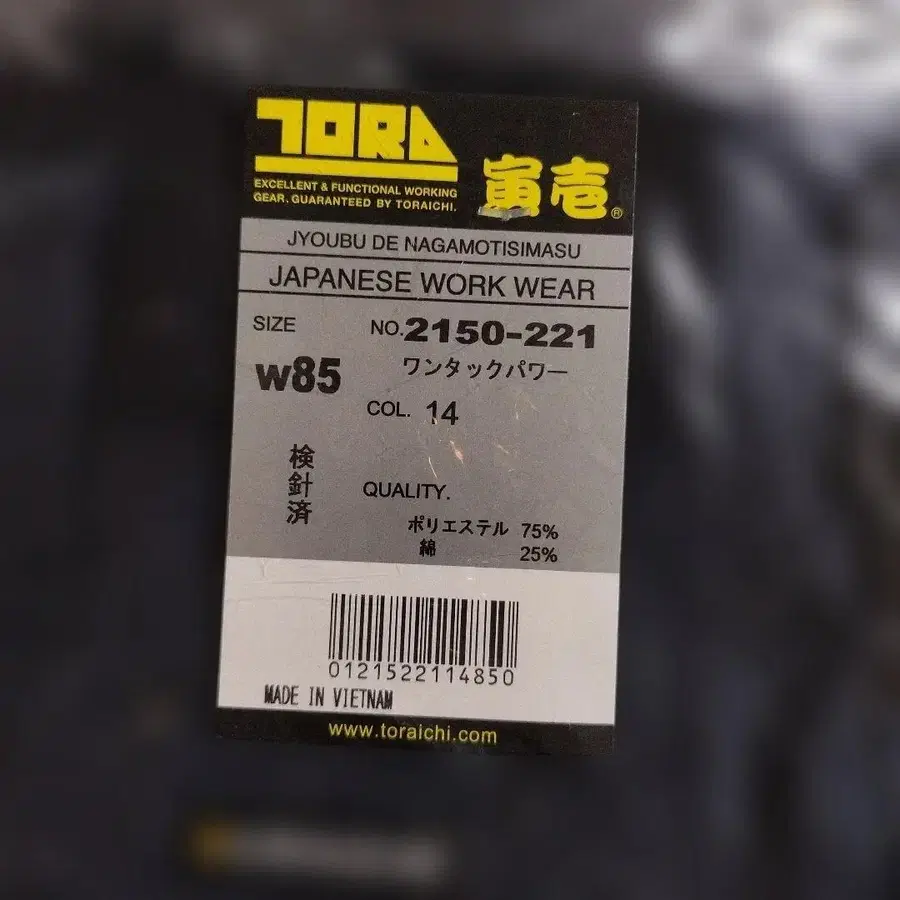 TORA
EXCELLENT & FUNCTIONAL WORKING
GEAR. GUARANTEED BY TORAICHI.
寅壱®
JYOUBU DE NAGAMOTISIMASU
JAPANESE WORK WEAR
SIZE
NO.2150-221
ワンタックパワー
w85
COL. 14
検針済
QUALITY.
ポリエステル 75%
綿 25%
0121522114850
MADE IN VIETNAM
www.toraichi.com